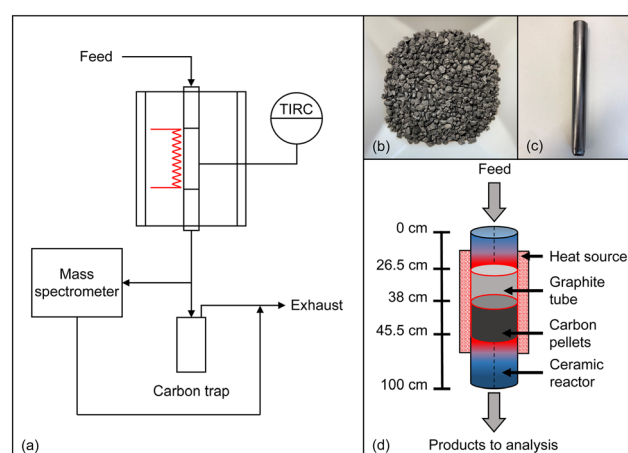 Feed
TIRC
Mass
spectrometer
Exhaust
Carbon trap
(a)
(b)
(c)
Feed
0 cm
Heat source
26.5 cm
Graphite
tube
38 cm
Carbon
pellets
45.5 cm
Ceramic
reactor
100 cm
(d)
Products to analysis